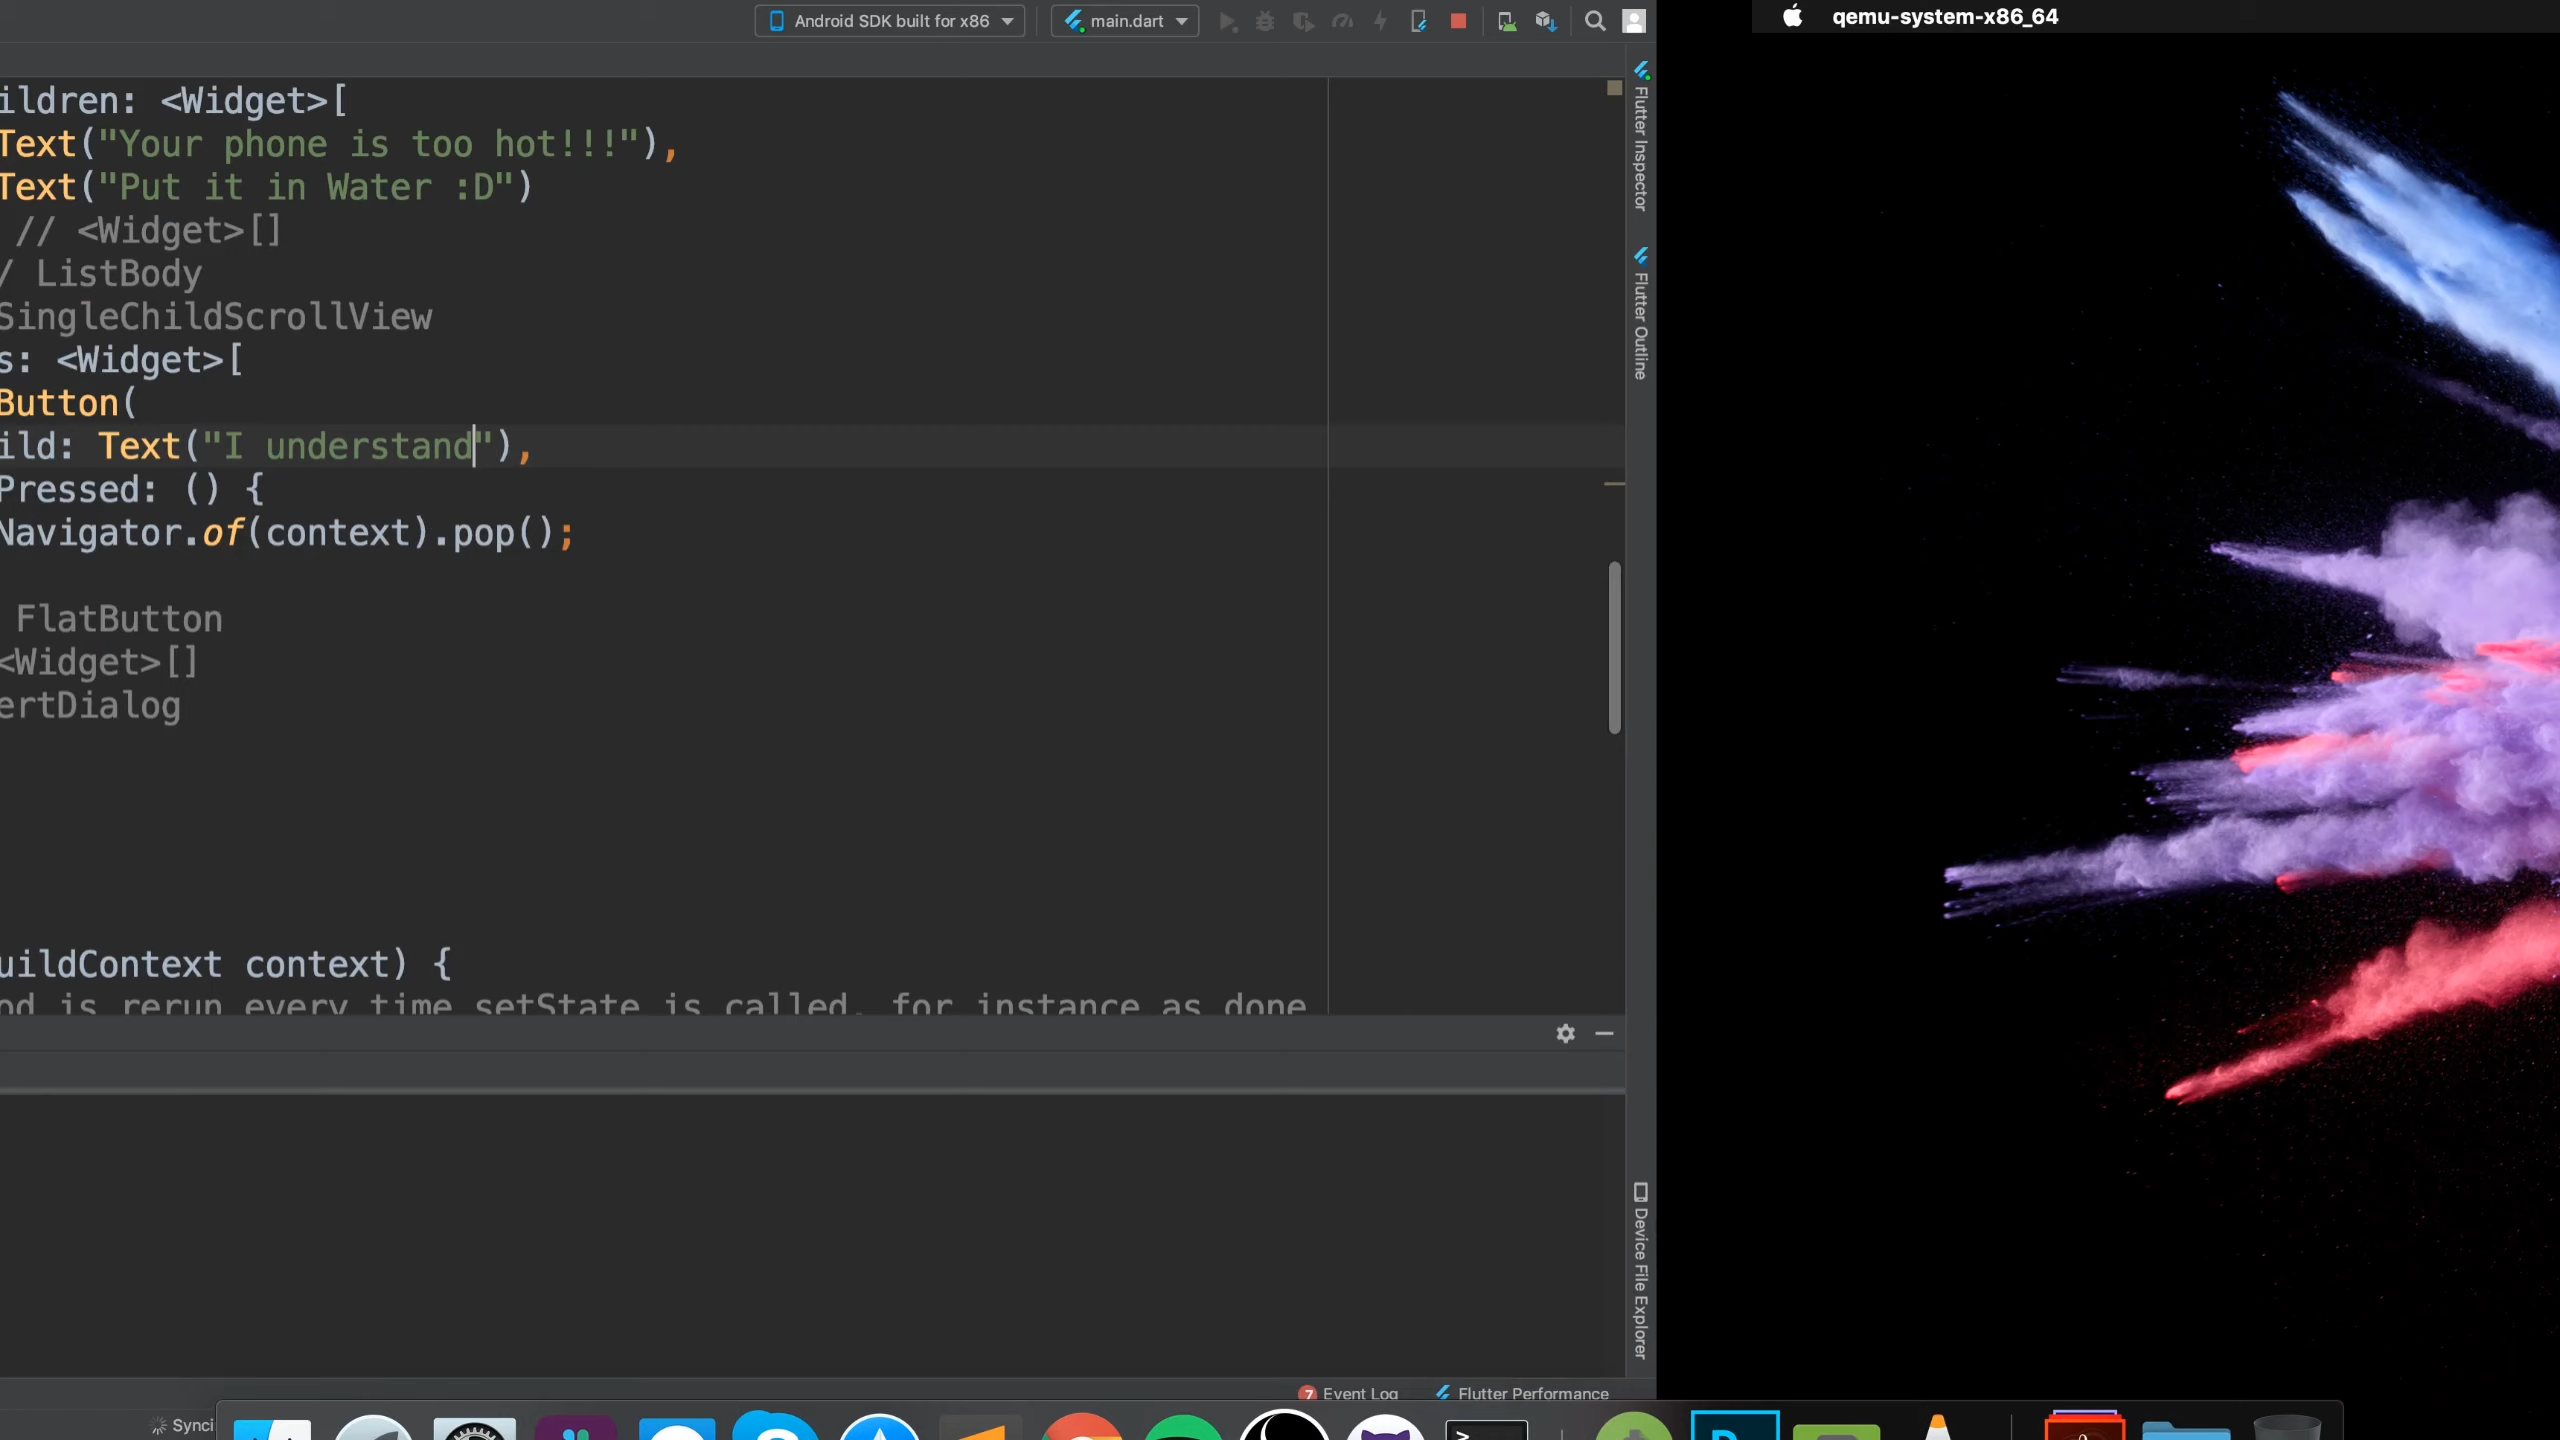 Android SDK built for x86
main.dart
qemu-system-x86_64
ildren: <Widget>[
Text("Your phone is too hot!!!"),
Text("Put it in Water :D")
// <Widget>[]
/ ListBody
SingleChildScrollView
s: <Widget>[
Button(
ild: Text("I understand"),
Pressed: () {
Navigator.of(context).pop();
FlatButton
<Widget>[]
ertDialog
uildContext context) {
od is rerun every time setState is called, for instance as done
Flutter Inspector
Flutter Outline
Device File Explorer
7 Event Log
Flutter Performance
Synci